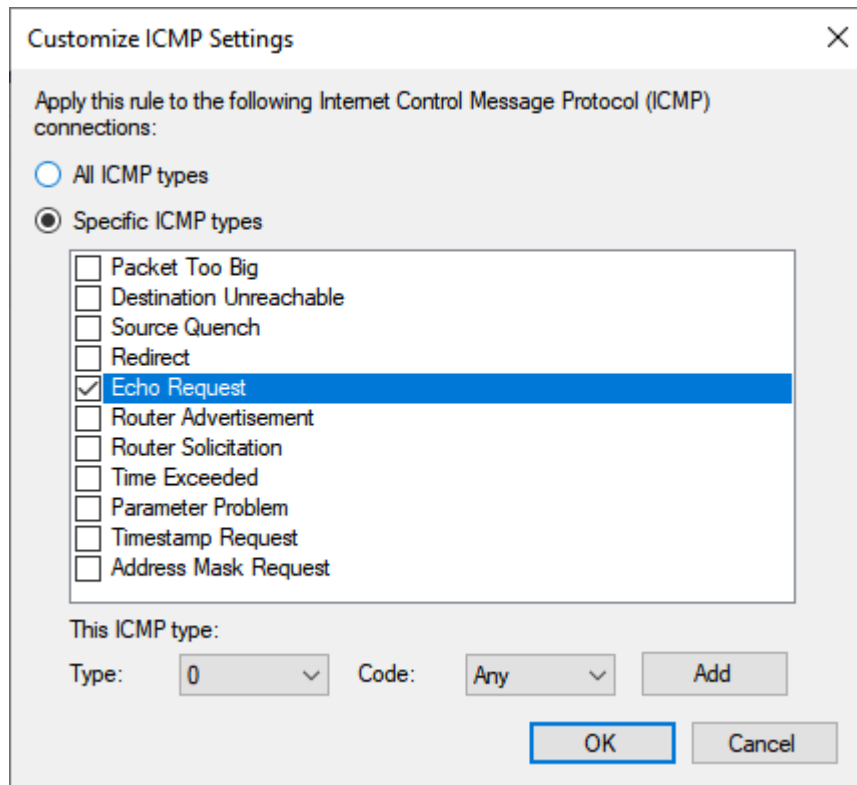 Customize ICMP Settings
Apply this rule to the following Internet Control Message Protocol (ICMP)
connections:
All ICMP types
Specific ICMP types
Packet Too Big
Destination Unreachable
Source Quench
Redirect
Echo Request
Router Advertisement
Router Solicitation
Time Exceeded
Parameter Problem
Timestamp Request
Address Mask Request
This ICMP type:
Type: 0 Code: Any Add
OK Cancel